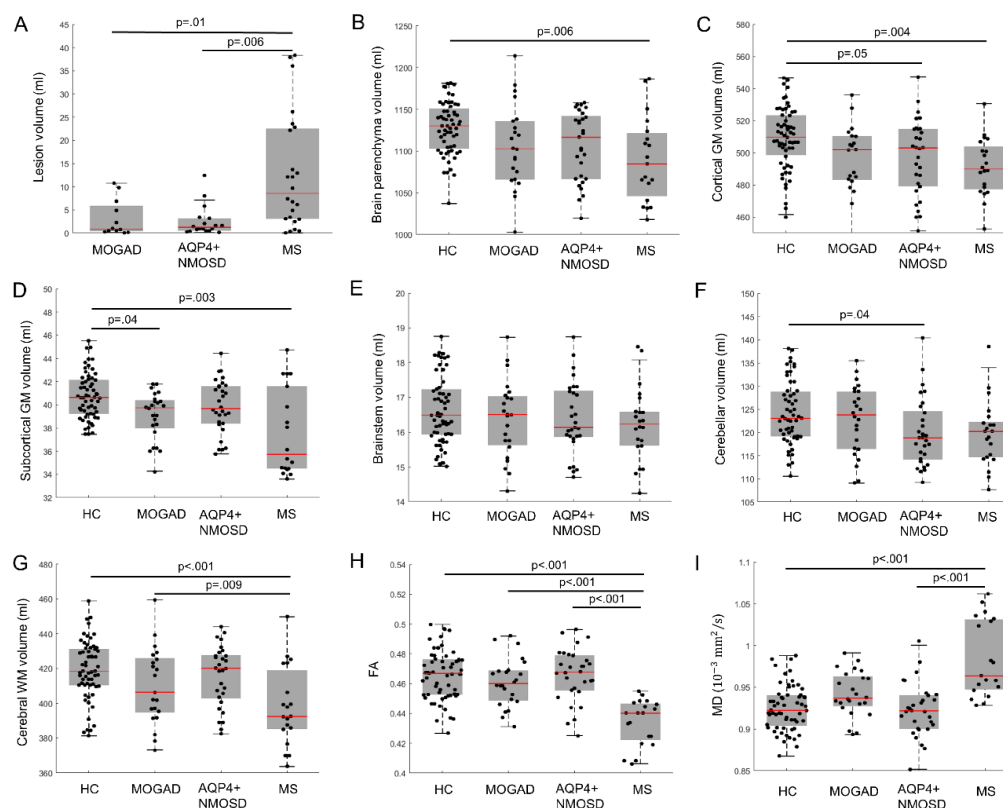 A
p=.01
p=.006
Lesion volume (ml)
45
40
35
30
25
20
15
10
5
0
MOGAD
AQP4+
NMOSD
MS
B
p=.006
Brain parenchyma volume (ml)
1250
1200
1150
1100
1050
1000
HC
MOGAD
AQP4+
NMOSD
MS
C
p=.004
p=.05
Cortical GM volume (ml)
560
540
520
500
480
460
HC
MOGAD
AQP4+
NMOSD
MS
D
p=.003
p=.04
Subcortical GM volume (ml)
50
48
46
44
42
40
38
36
34
32
HC
MOGAD
AQP4+
NMOSD
MS
E
Brainstem volume (ml)
20
19
18
17
16
15
14
HC
MOGAD
AQP4+
NMOSD
MS
F
p=.04
Cerebellar volume (ml)
150
145
140
135
130
125
120
115
110
105
HC
MOGAD
AQP4+
NMOSD
MS
G
p<.001
p=.009
Cerebral WM volume (ml)
480
460
440
420
400
380
360
HC
MOGAD
AQP4+
NMOSD
MS
H
p<.001
p<.001
p<.001
FA
0.54
0.52
0.5
0.48
0.46
0.44
0.42
0.4
HC
MOGAD
AQP4+
NMOSD
MS
I
p<.001
p<.001
MD (10⁻³ mm²/s)
1.1
1.05
1
0.95
0.9
0.85
HC
MOGAD
AQP4+
NMOSD
MS